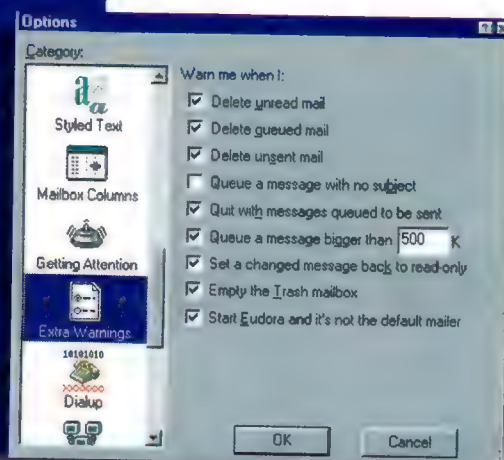 Options
Category:
Styled Text
Mailbox Columns
Getting Attention
Extra Warnings
10101010
Dialup
Warn me when I:
Delete unread mail
Delete queued mail
Delete unsent mail
Queue a message with no subject
Quit with messages queued to be sent
Queue a message bigger than 500 K
Set a changed message back to read-only
Empty the Trash mailbox
Start Eudora and it's not the default mailer
OK
Cancel